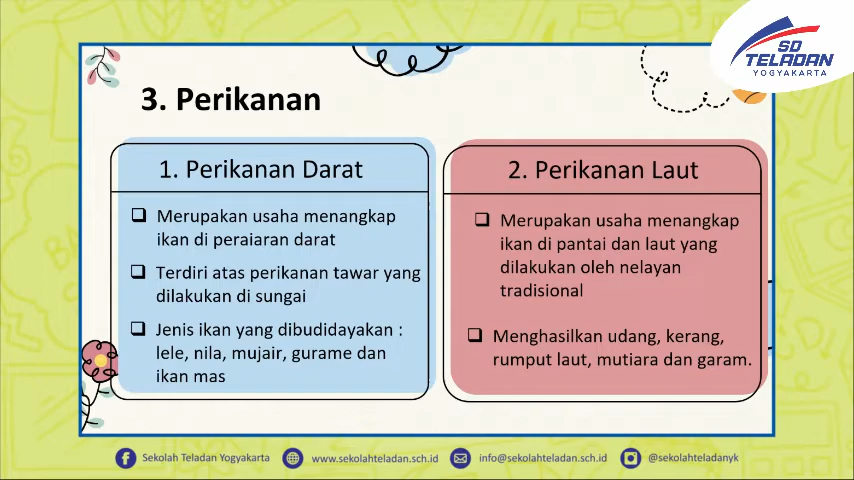 SD
TELADAN
YOGYAKARTA
3. Perikanan
1. Perikanan Darat
Merupakan usaha menangkap
ikan di peraiaran darat
Terdiri atas perikanan tawar yang
dilakukan di sungai
Jenis ikan yang dibudidayakan :
lele, nila, mujair, gurame dan
ikan mas
2. Perikanan Laut
Merupakan usaha menangkap
ikan di pantai dan laut yang
dilakukan oleh nelayan
tradisional
Menghasilkan udang, kerang,
rumput laut, mutiara dan garam.
Sekolah Teladan Yogyakarta
www.sekolahteladan.sch.id
info@sekolahteladan.sch.id
@sekolahteladanyk